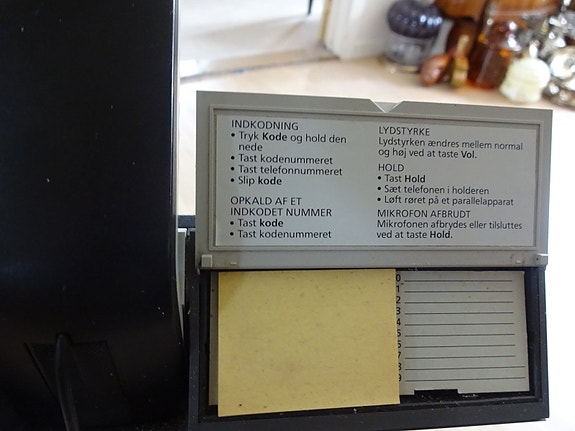 INDKODNING
• Tryk Kode og hold den
nede
• Tast kodenummeret
• Tast telefonnummeret
• Slip kode
OPKALD AF ET
INDKODET NUMMER
• Tast kode
• Tast kodenummeret
LYDSTYRKE
Lydstyrken ændres mellem normal
og høj ved at taste Vol.
HOLD
• Tast Hold
• Sæt telefonen i holderen
• Løft røret på et parallelapparat
MIKROFON AFBRUDT
Mikrofonen afbrydes eller tilsluttes
ved at taste Hold.
0
1
2
3
4
5
6
7
8
9